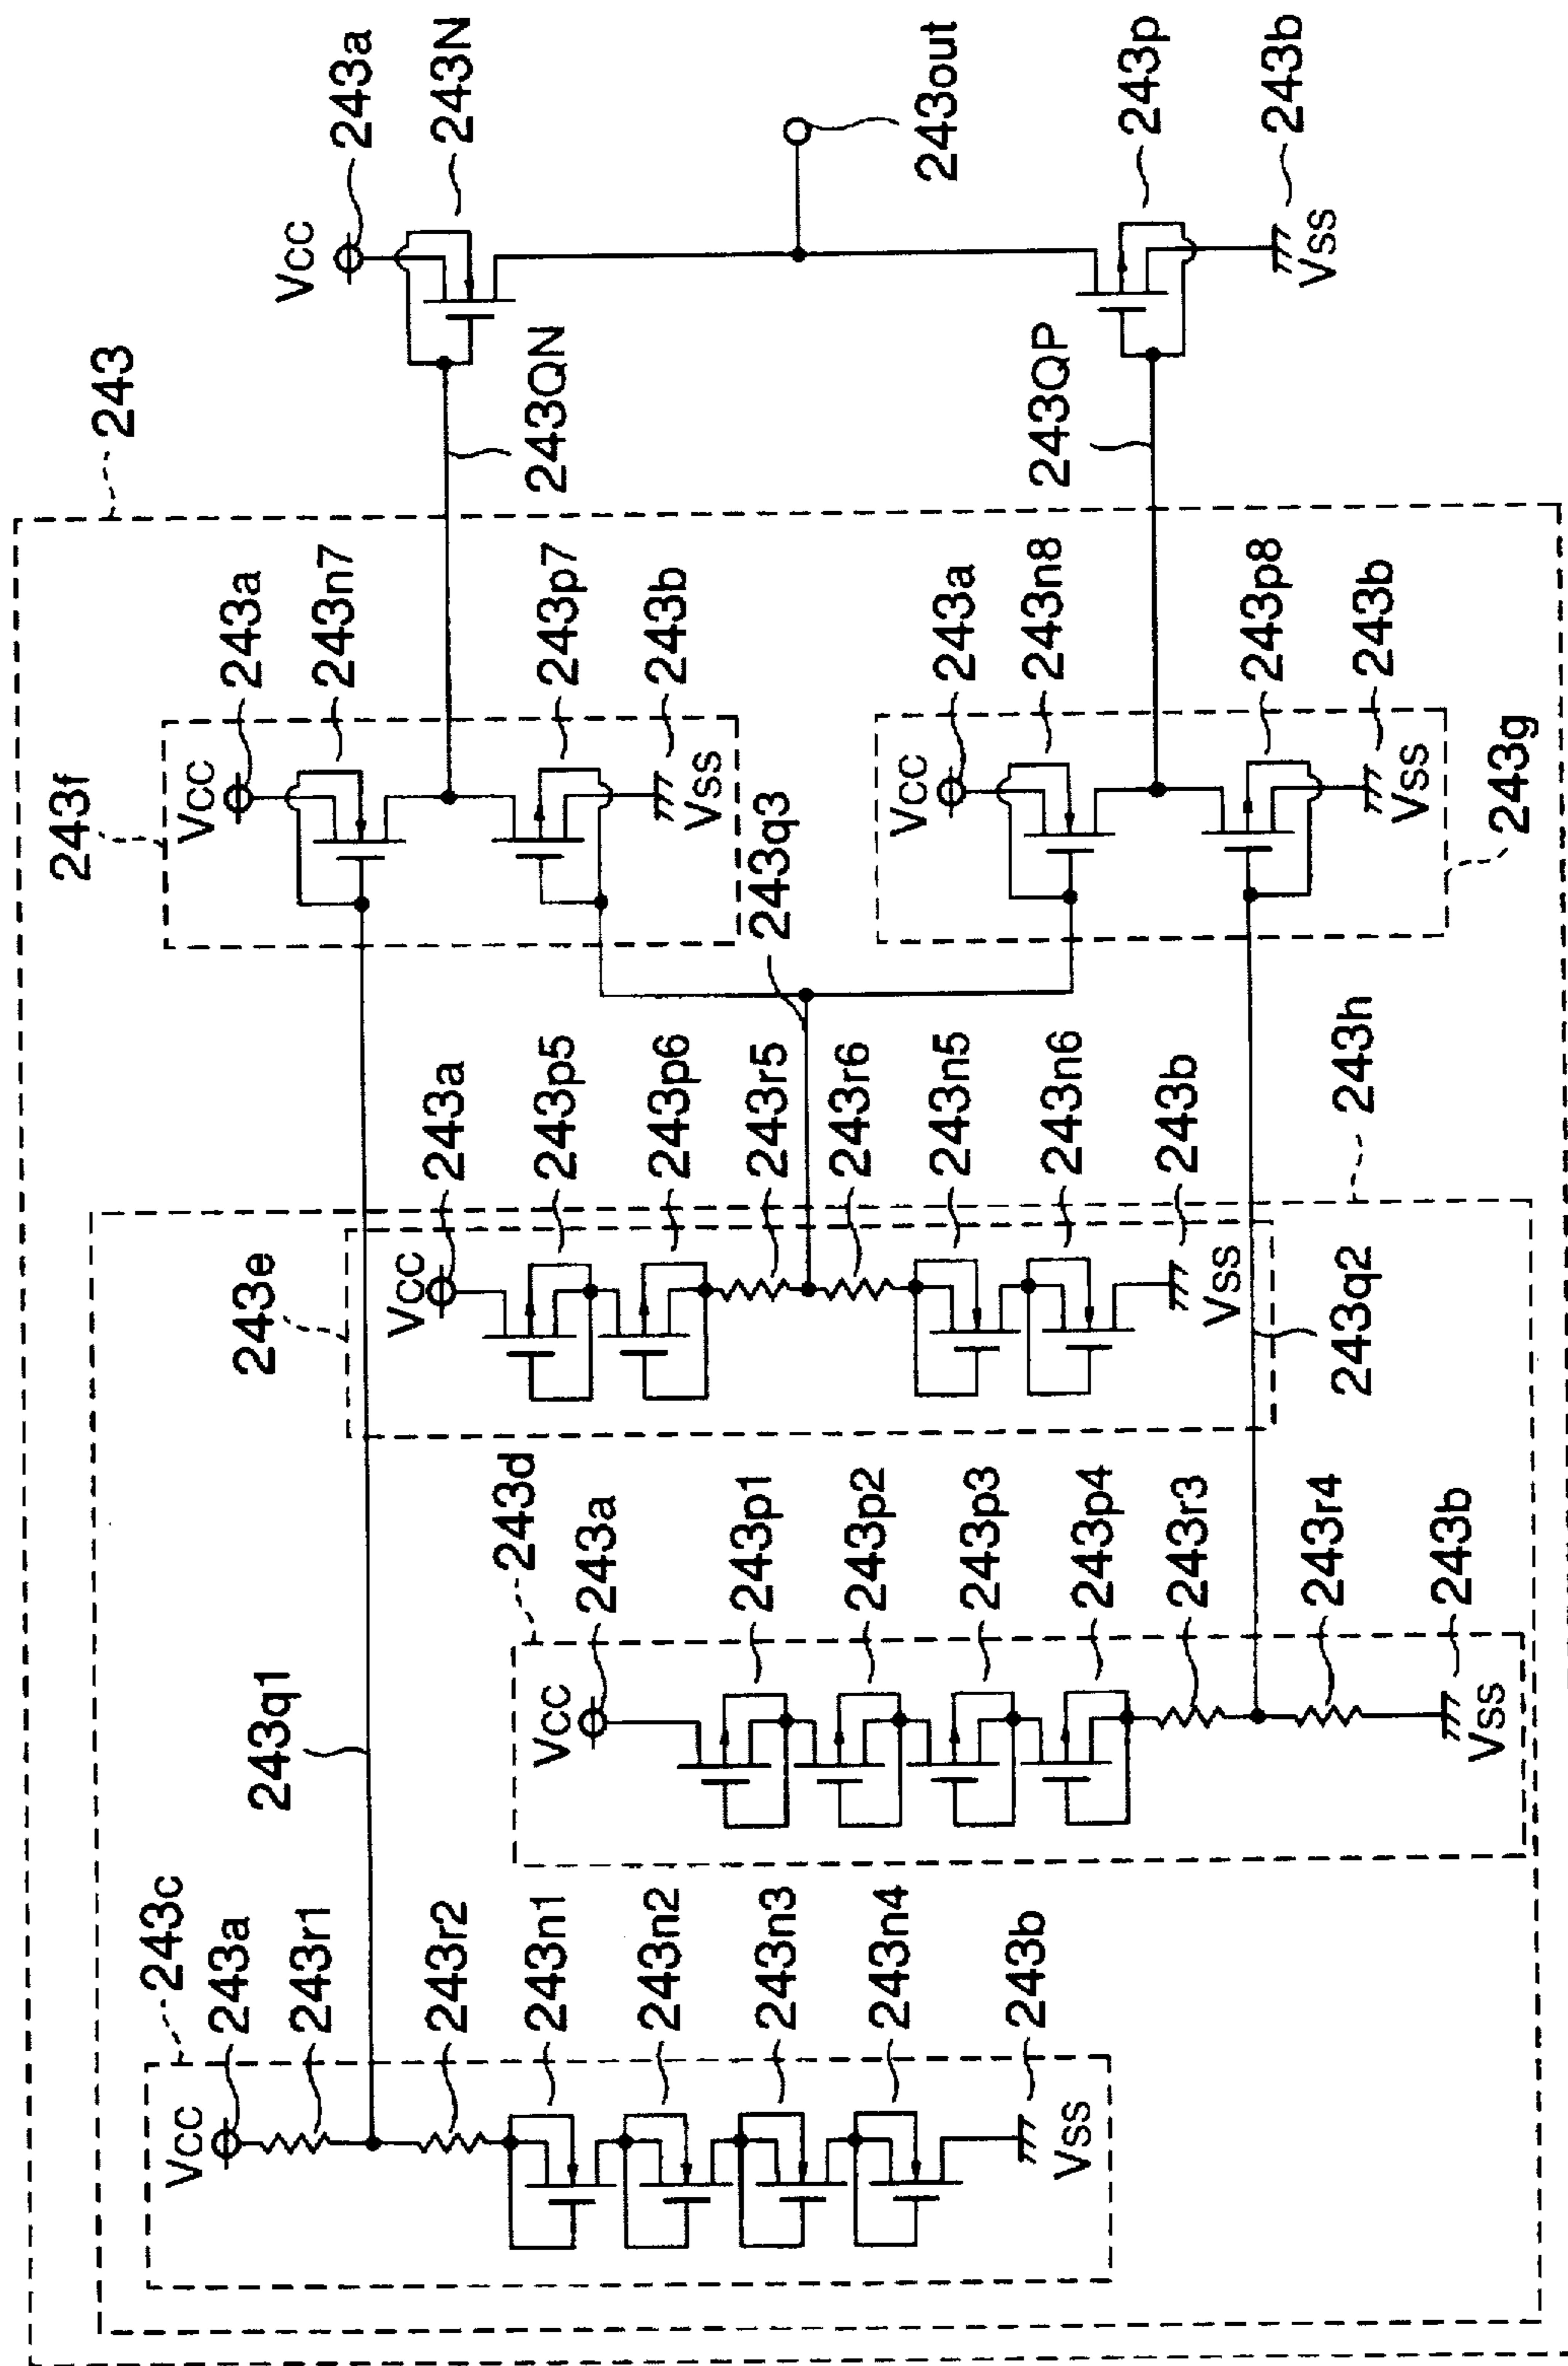 243
243h
243c
Vcc
243a
243r1
243r2
243n1
243n2
243n3
243n4
243b
Vss
243q1
243d
Vcc
243a
243p1
243p2
243p3
243p4
243r3
243r4
243b
Vss
243e
Vcc
243a
243p5
243p6
243r5
243r6
243n5
243n6
243b
Vss
243q2
243q3
243f
Vcc
243a
243n7
243p7
243b
Vss
Vcc
243a
243n8
243p8
243b
Vss
243g
243QN
243QP
Vcc
243a
243N
243out
243p
243b
Vss